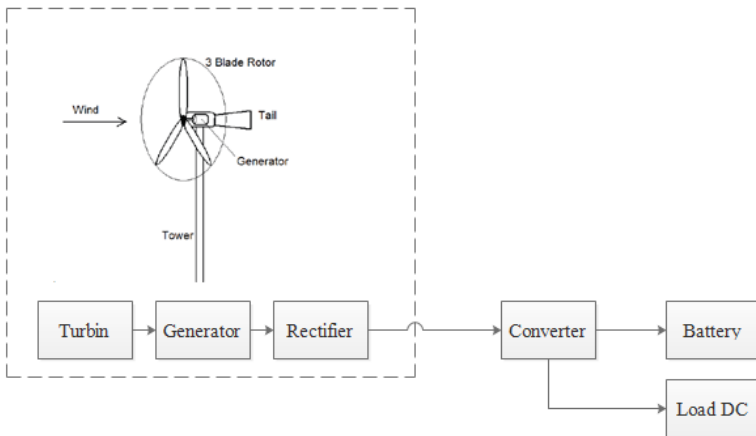 3 Blade Rotor
Wind
Tail
Generator
Tower
Turbin
Generator
Rectifier
Converter
Battery
Load DC